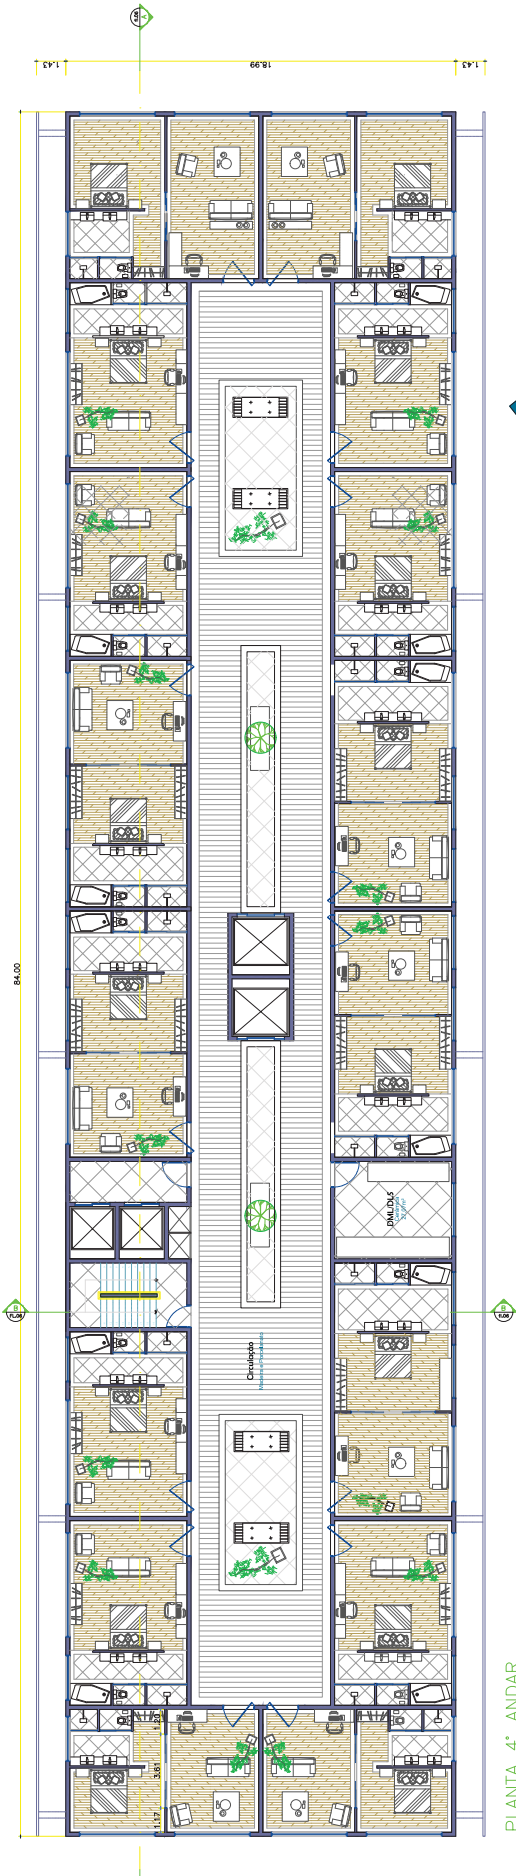 A
1.43
18.99
1.43
84.00
DML/DLS
Circulação
B
B
1.20
3.61
1.17
PLANTA 4° ANDAR